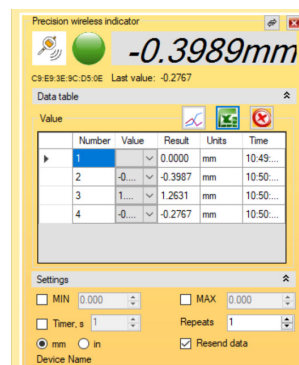 Precision wireless indicator
-0.3989mm
C9:E9:3E:9C:D5:0E Last value: -0.2767
Data table
Value
Number Value Result Units Time
1 0.0000 mm 10:49:...
2 -0.... -0.3987 mm 10:50:...
3 1.... 1.2631 mm 10:50:...
4 -0.... -0.2767 mm 10:50:...
Settings
MIN 0.000 MAX 0.000
Timer, s 1 Repeats 1
mm in Resend data
Device Name